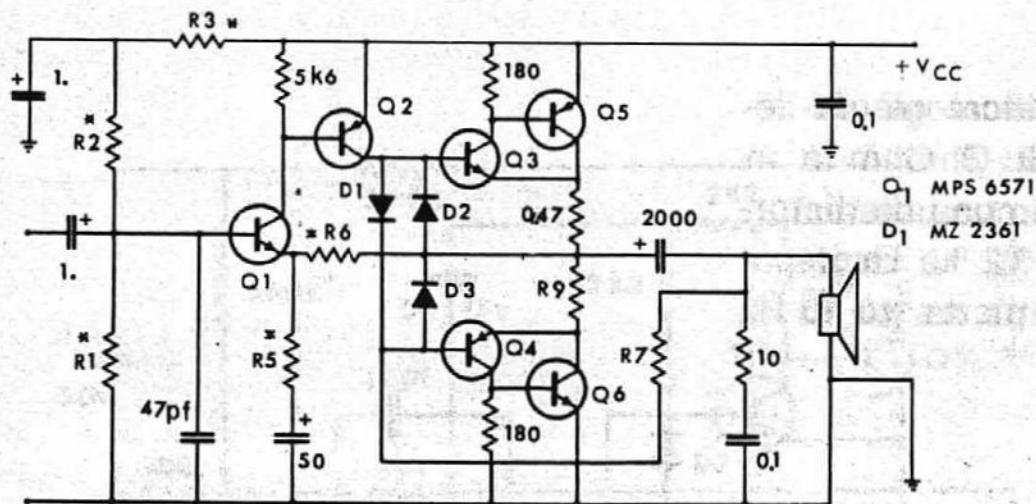 R3 *
1.
+
5k6
180
+ VCC
Q2
Q5
*
R2
Q3
0,1
D1
D2
0,47
2000
Q1 MPS 6571
D1 MZ 2361
+
+
* R6
1.
Q1
D3
R9
*
R1
*
R5
Q4
R7
10
Q6
47pf
+
50
180
0,1